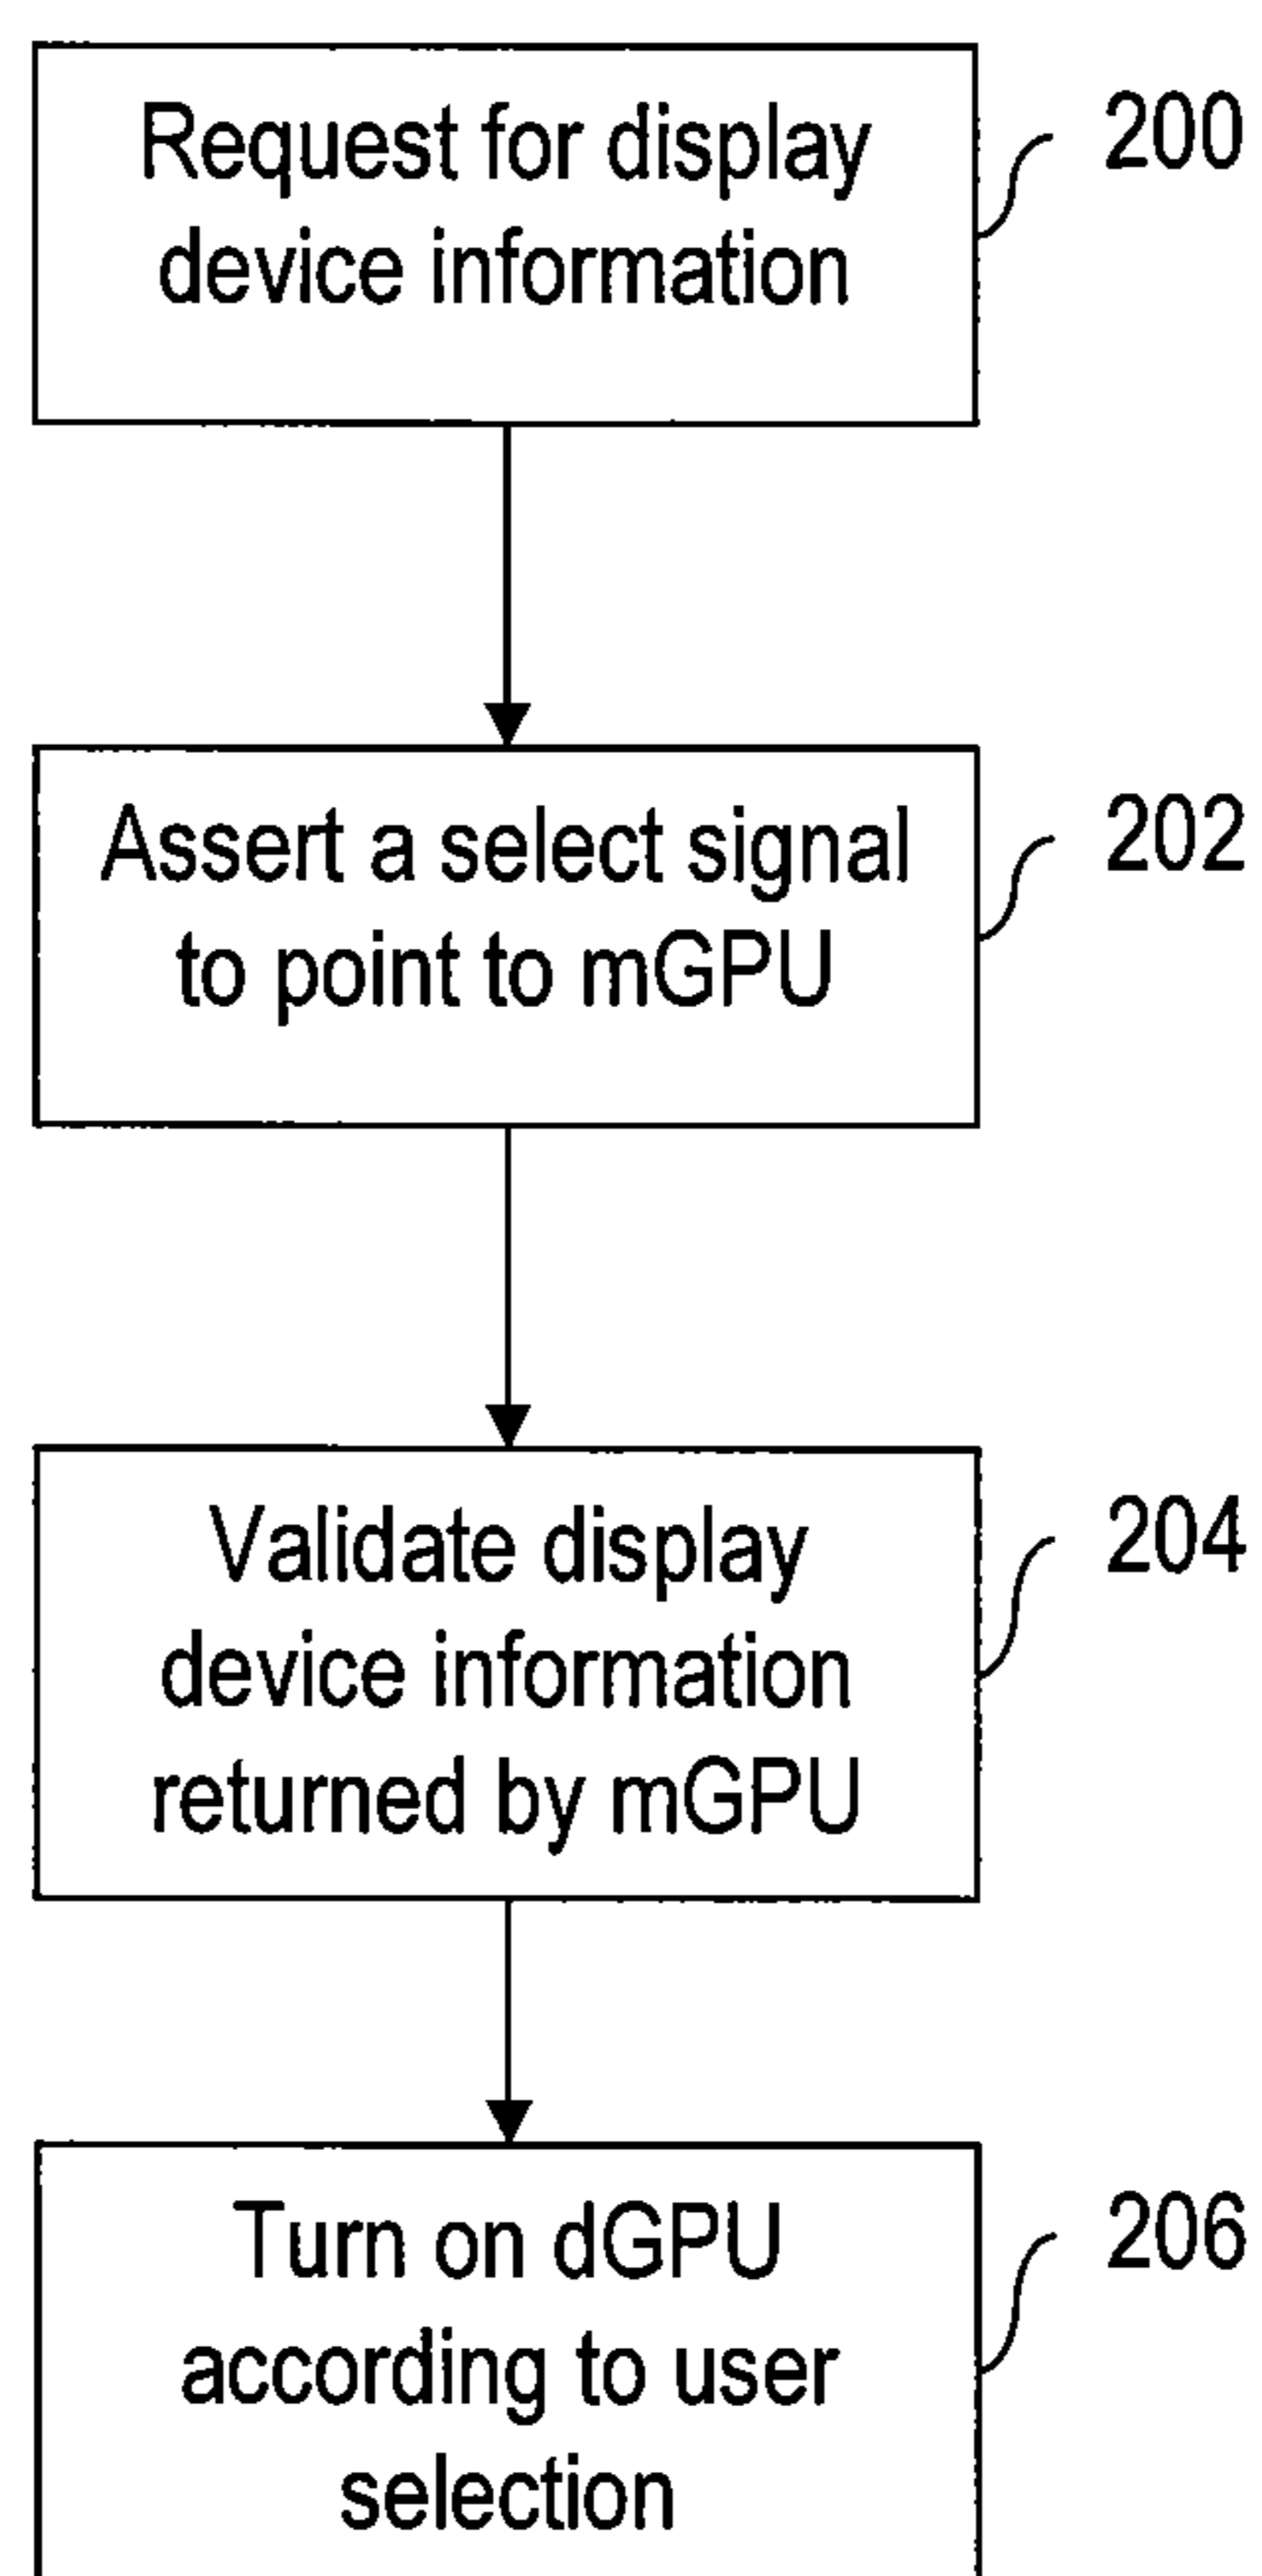 Request for display
device information
200
Assert a select signal
to point to mGPU
202
Validate display
device information
returned by mGPU
204
Turn on dGPU
according to user
selection
206